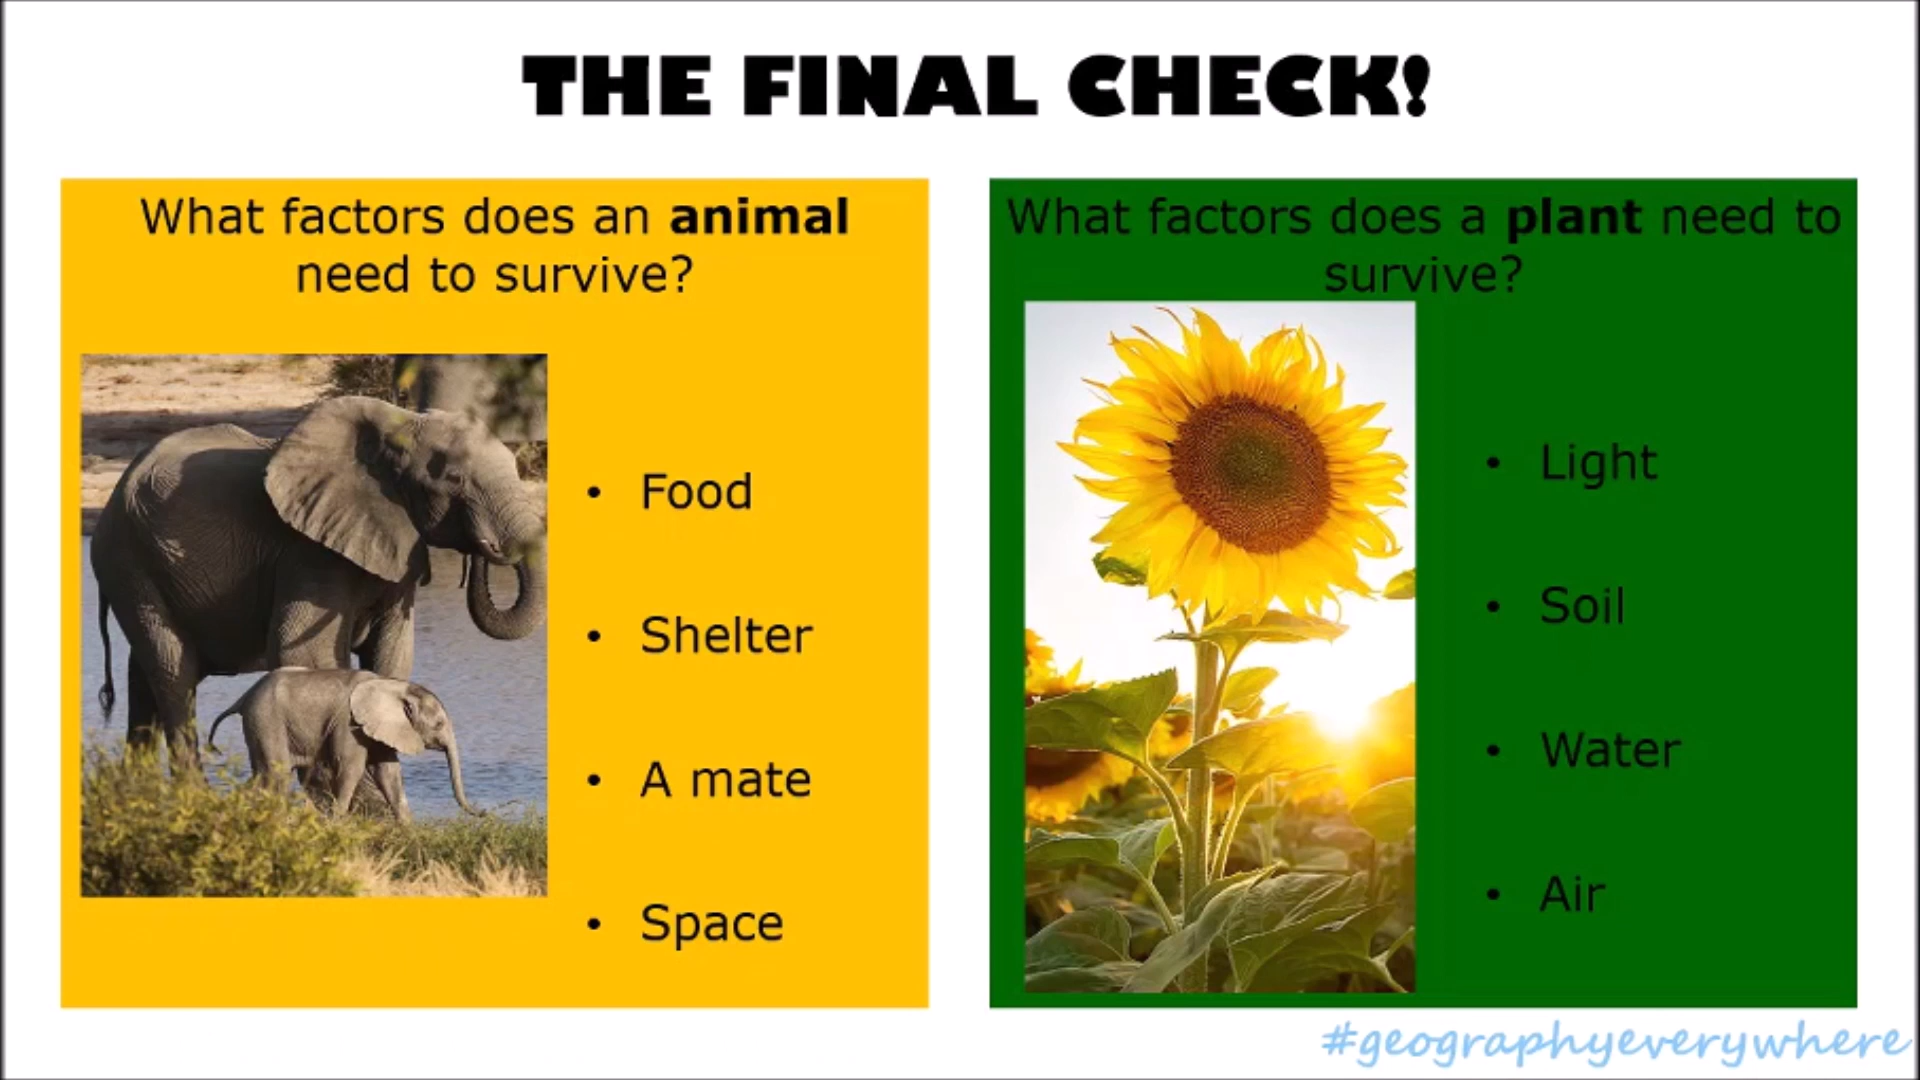 THE FINAL CHECK!
What factors does an animal
need to survive?
• Food
• Shelter
• A mate
• Space
What factors does a plant need to
survive?
• Light
• Soil
• Water
• Air
#geographyeverywhere